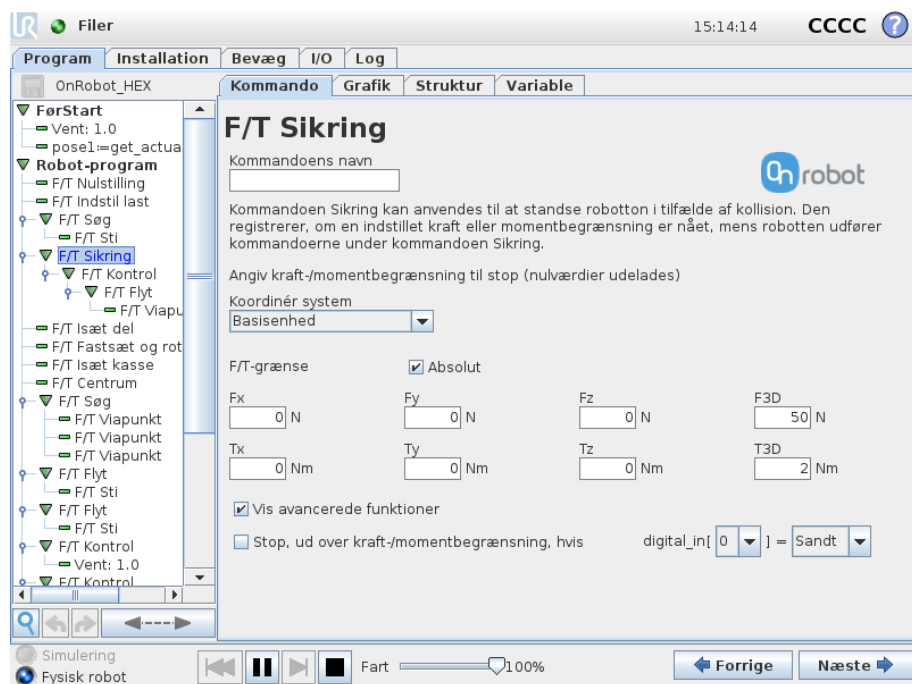 Filer
15:14:14
CCCC
?
Program Installation Bevæg I/O Log
OnRobot_HEX
Kommando Grafik Struktur Variable
FørStart
Vent: 1.0
pose1≔get_actua
Robot-program
F/T Nulstilling
F/T Indstil last
F/T Søg
F/T Sti
F/T Sikring
F/T Kontrol
F/T Flyt
F/T Viapu
F/T Isæt del
F/T Fastsæt og rot
F/T Isæt kasse
F/T Centrum
F/T Søg
F/T Viapunkt
F/T Viapunkt
F/T Viapunkt
F/T Flyt
F/T Sti
F/T Flyt
F/T Sti
F/T Kontrol
Vent: 1.0
F/T Kontrol
F/T Sikring
Kommandoens navn
On robot
Kommandoen Sikring kan anvendes til at standse robotton i tilfælde af kollision. Den
registrerer, om en indstillet kraft eller momentbegrænsning er nået, mens robotten udfører
kommandoerne under kommandoen Sikring.
Angiv kraft-/momentbegrænsning til stop (nulværdier udelades)
Koordinér system
Basisenhed
F/T-grænse Absolut
Fx Fy Fz F3D
0 N 0 N 0 N 50 N
Tx Ty Tz T3D
0 Nm 0 Nm 0 Nm 2 Nm
Vis avancerede funktioner
Stop, ud over kraft-/momentbegrænsning, hvis digital_in[ 0 ] = Sandt
Simulering
Fysisk robot
Fart 100%
Forrige Næste